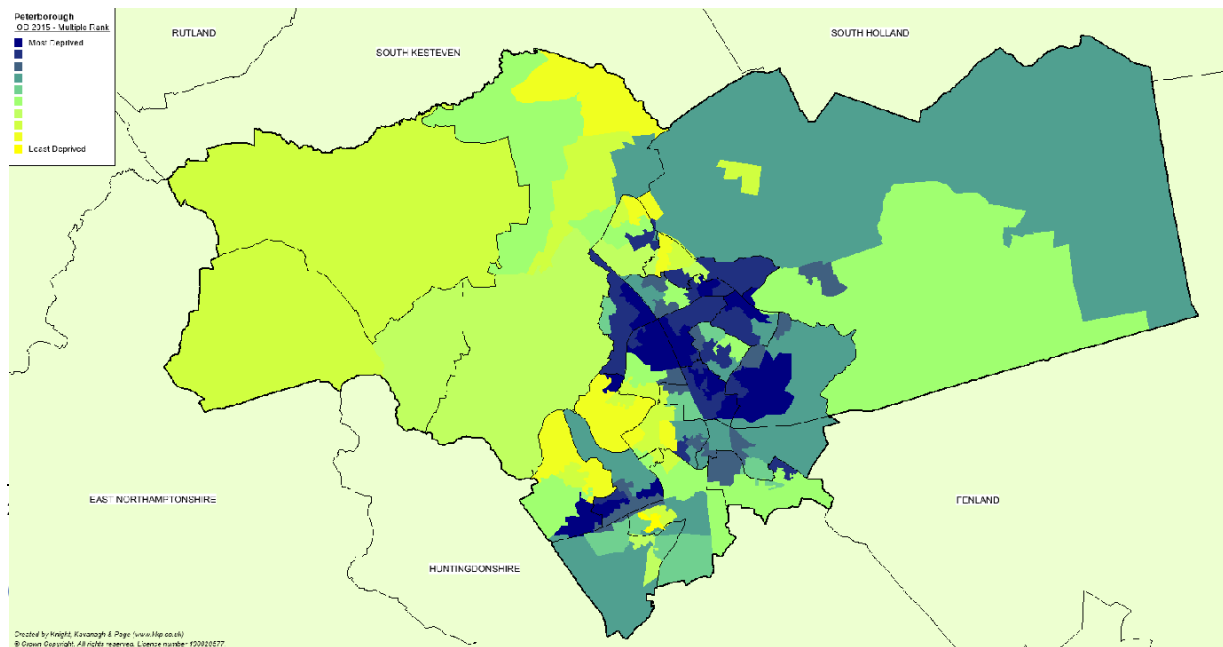 Peterborough
IOD 2015 - Multiple Rank
Most Deprived
Least Deprived
RUTLAND
SOUTH KESTEVEN
SOUTH HOLLAND
EAST NORTHAMPTONSHIRE
FENLAND
HUNTINGDONSHIRE
Created by Knight, Kavanagh & Page (www.kkp.co.uk)
© Crown Copyright. All rights reserved. License number 100020577